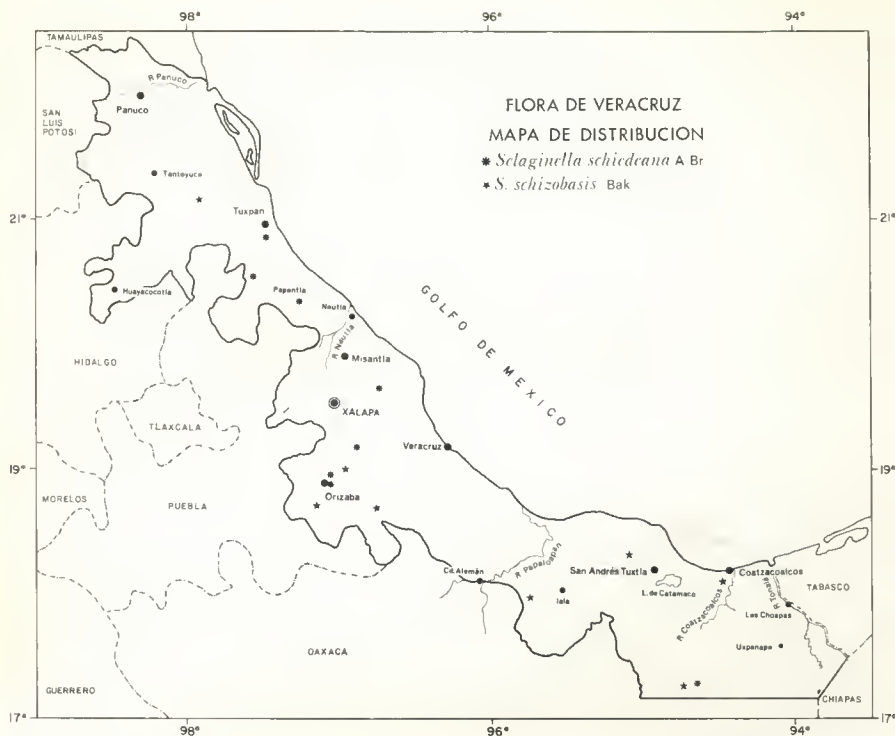 98°
96°
94°
TAMAULIPAS
R Panuco
Panuco
SAN
LUIS
POTOSI
FLORA DE VERACRUZ
MAPA DE DISTRIBUCION
✷ Selaginella schiedeana A Br
★ S. schizobasis Bak
Tantoyuca
21°
21°
Tuxpan
Huayacocotla
Papantla
Nautla
R Nautla
GOLFO DE MEXICO
HIDALGO
Misantla
XALAPA
TLAXCALA
Veracruz
19°
19°
MORELOS
PUEBLA
Orizaba
R Papaloapan
Cd. Alemán
San Andrés Tuxtla
Coatzacoalcos
L. de Catamaco
Isla
R Coatzacoalcos
R Tonalá
TABASCO
Las Choapas
Uxpanapa
OAXACA
GUERRERO
CHIAPAS
17°
17°
98°
96°
94°